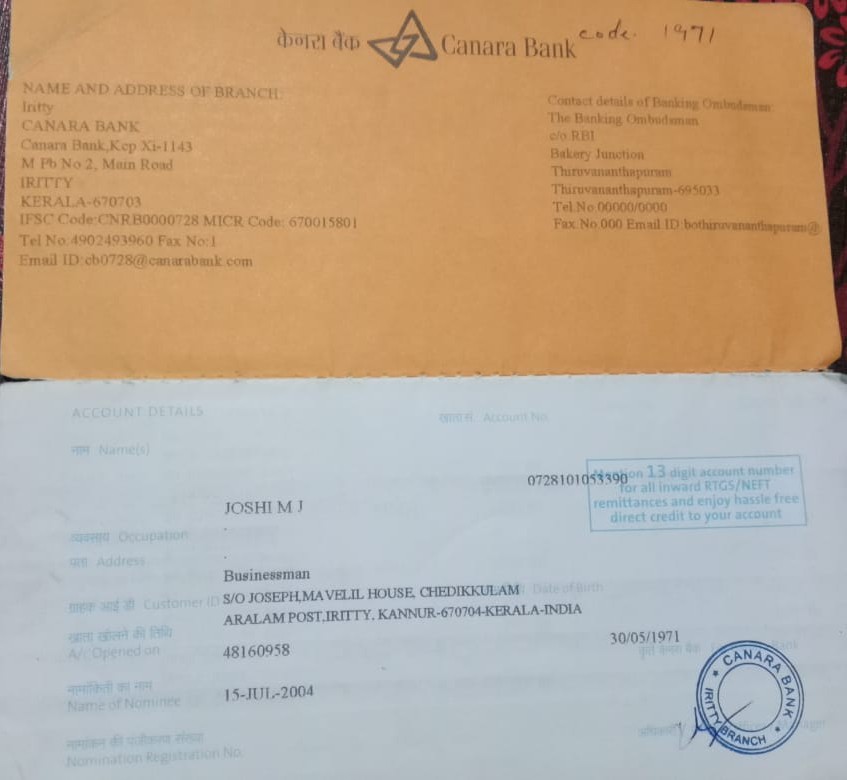 केनरा बैंक Canara Bank
code. 1971
NAME AND ADDRESS OF BRANCH:
Iritty
CANARA BANK
Canara Bank,Kcp Xi-1143
M Pb No 2, Main Road
IRITTY
KERALA-670703
IFSC Code:CNRB0000728 MICR Code: 670015801
Tel No:4902493960 Fax No:1
Email ID:cb0728@canarabank.com
Contact details of Banking Ombudsman:
The Banking Ombudsman
c/o RBI
Bakery Junction
Thiruvananthapuram
Thiruvananthapuram-695033
Tel.No:00000/0000
Fax.No.000 Email ID:bothiruvananthapuram@
ACCOUNT DETAILS
खाता सं. Account No.
नाम Name(s)
0728101053390
Mention 13 digit account number
for all inward RTGS/NEFT
remittances and enjoy hassle free
direct credit to your account
JOSHI M J
व्यवसाय Occupation
पता Address
Businessman
Date of Birth
ग्राहक आई डी Customer ID
S/O JOSEPH,MAVELIL HOUSE, CHEDIKKULAM
ARALAM POST,IRITTY, KANNUR-670704-KERALA-INDIA
खाता खोलने की तिथि
A/c Opened on
48160958
30/05/1971
कृते केनरा बैंक
नामांकिती का नाम
Name of Nominee
15-JUL-2004
CANARA BANK
IRITTY BRANCH
नामांकन की पंजीकरण संख्या
Nomination Registration No.